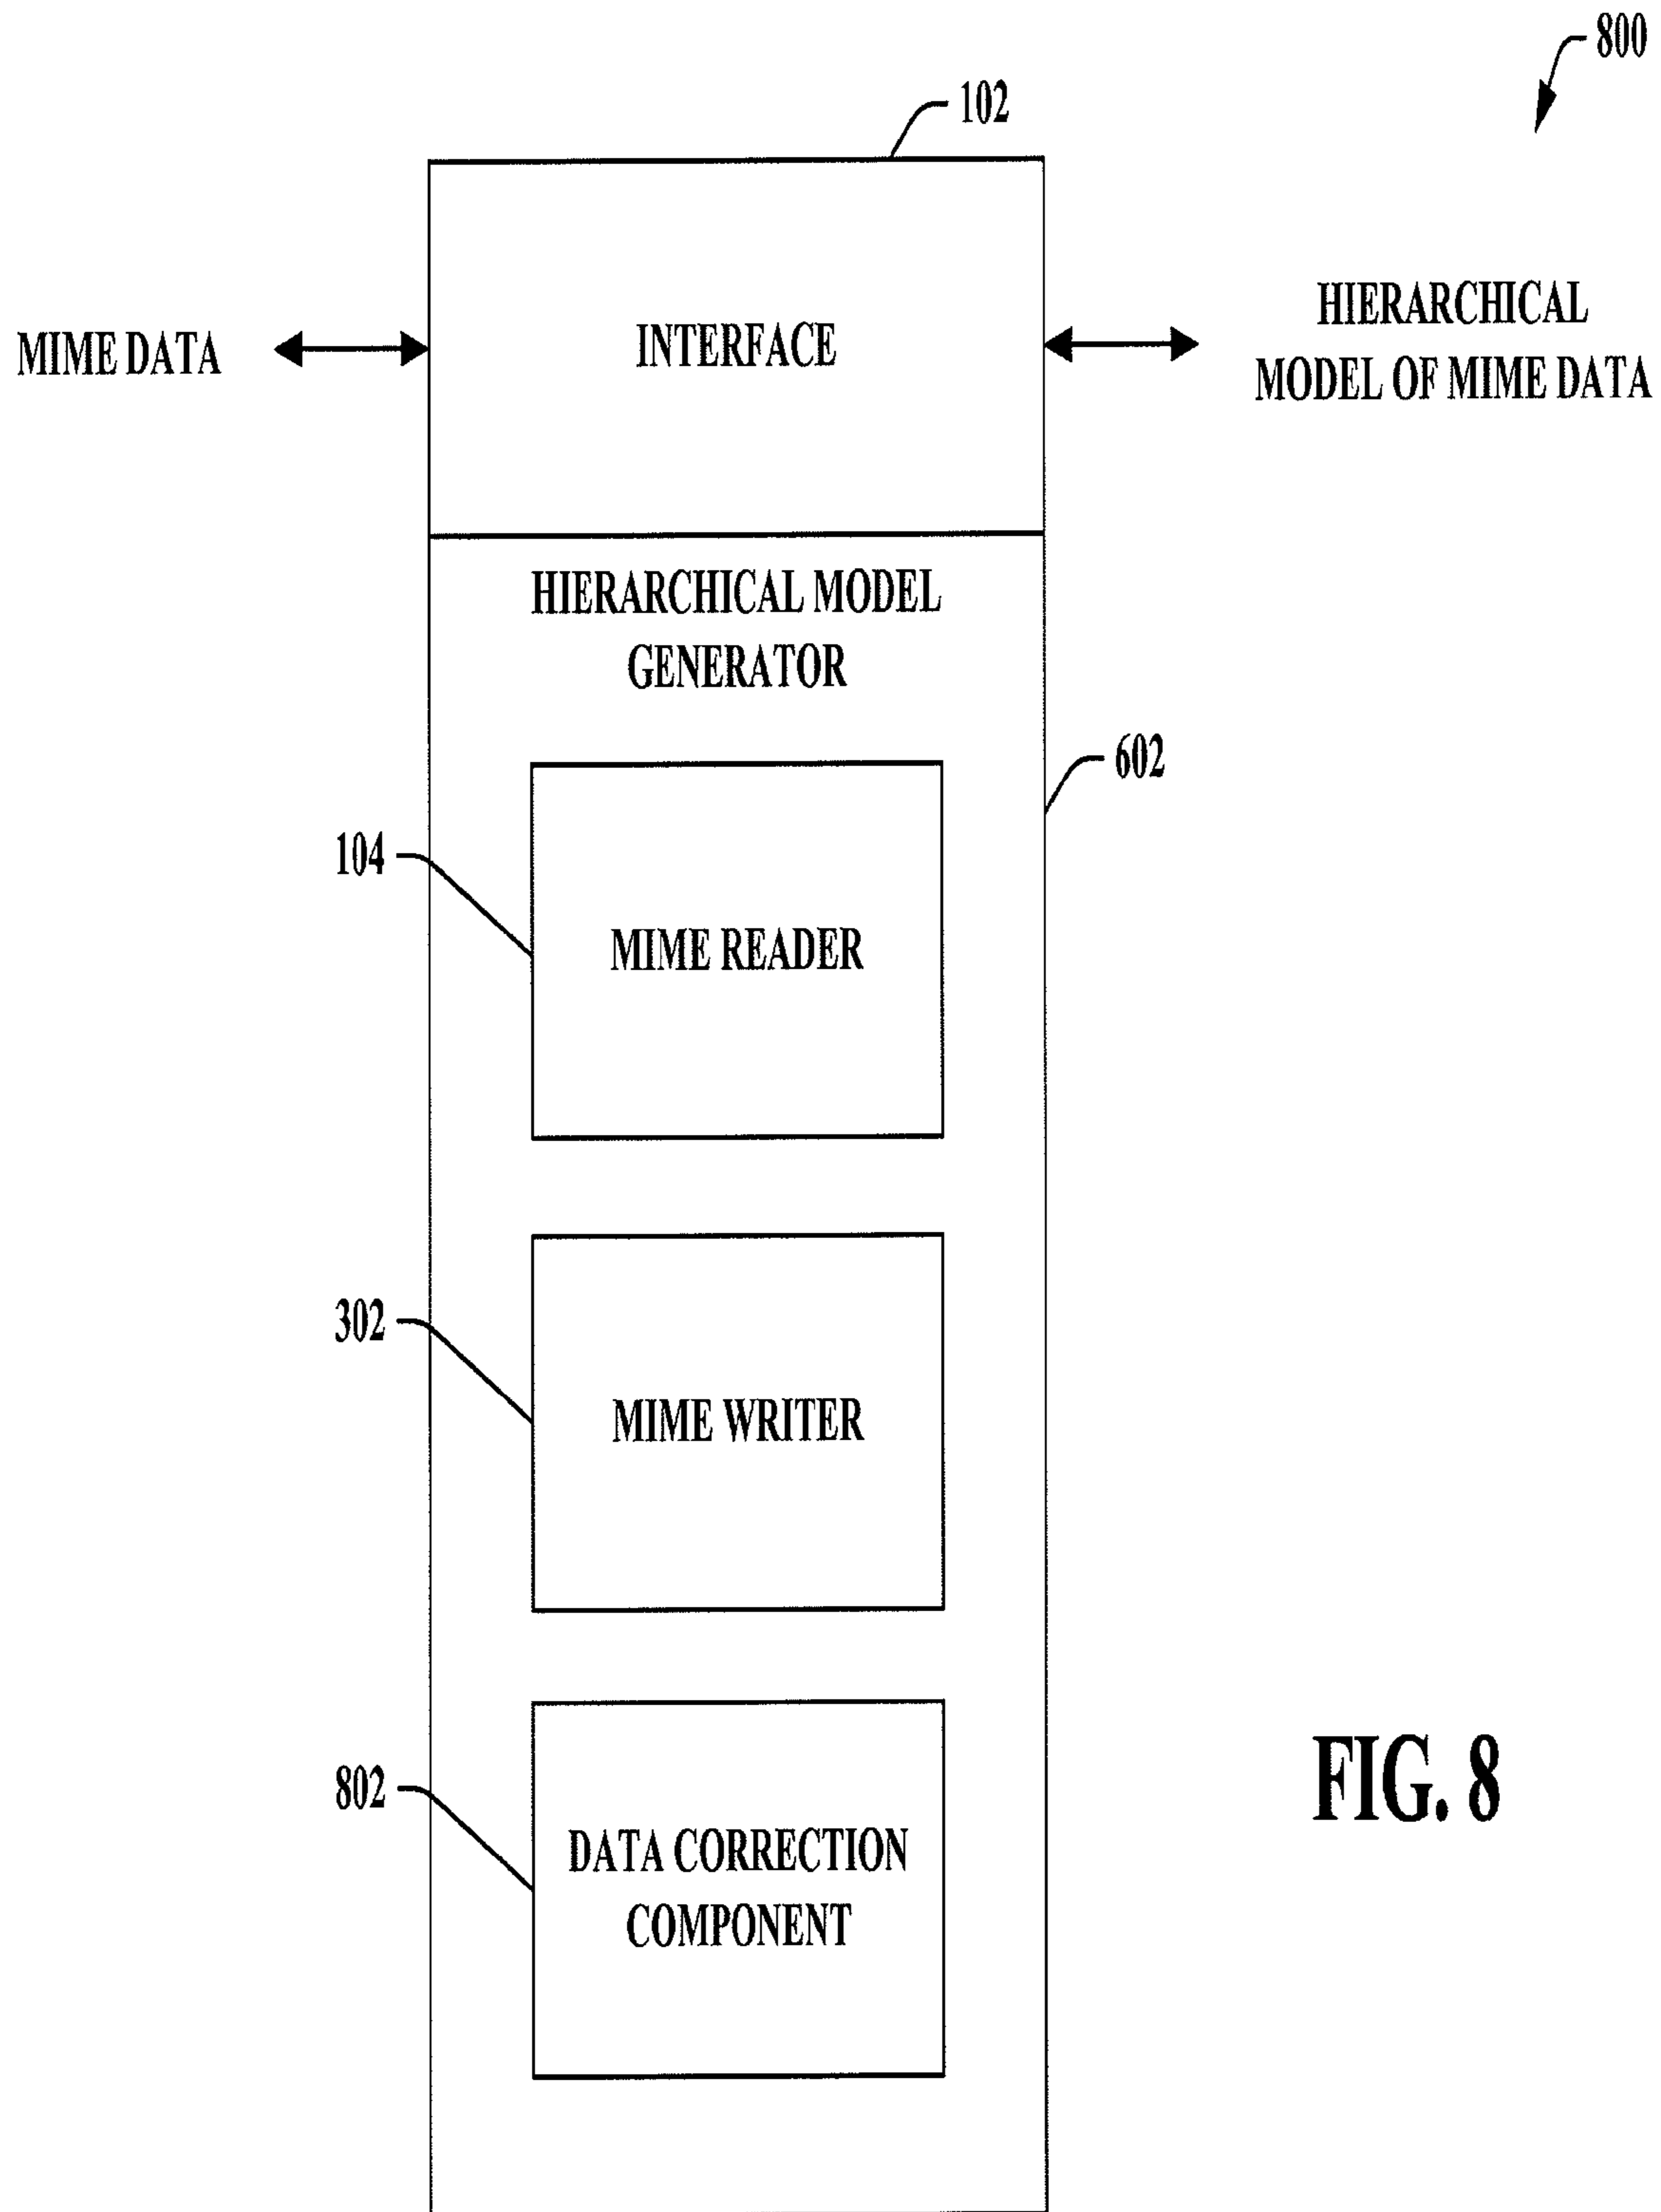 800
102
MIME DATA
INTERFACE
HIERARCHICAL
MODEL OF MIME DATA
HIERARCHICAL MODEL
GENERATOR
602
104
MIME READER
302
MIME WRITER
802
DATA CORRECTION
COMPONENT
FIG. 8